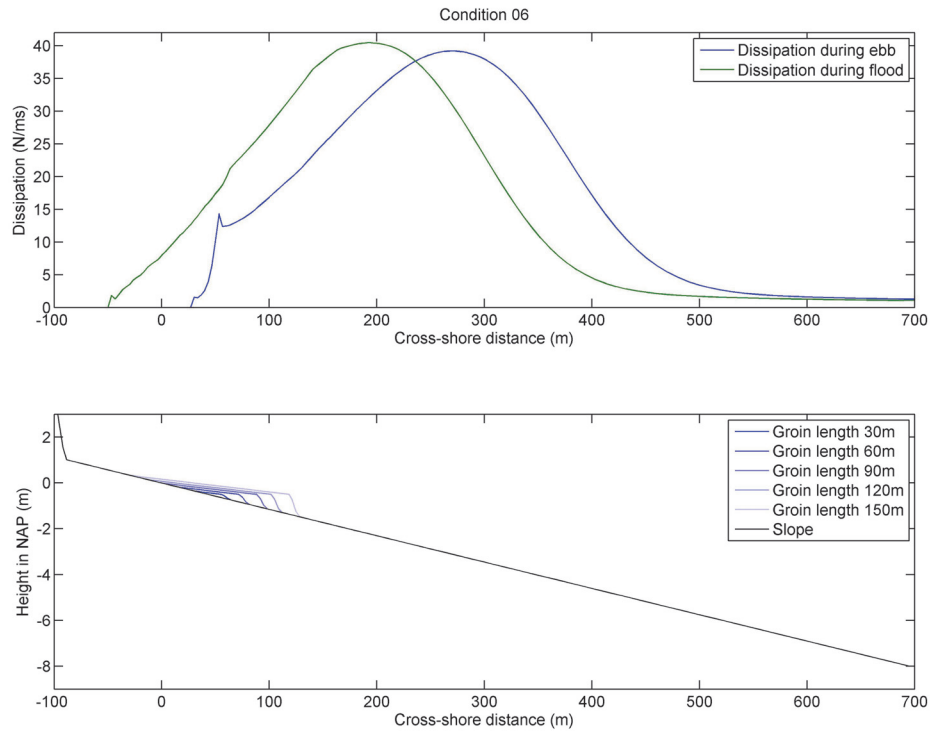 Condition 06
Dissipation (N/ms)
40
35
30
25
20
15
10
5
0
Dissipation during ebb
Dissipation during flood
-100 0 100 200 300 400 500 600 700
Cross-shore distance (m)
Height in NAP (m)
2
0
-2
-4
-6
-8
Groin length 30m
Groin length 60m
Groin length 90m
Groin length 120m
Groin length 150m
Slope
-100 0 100 200 300 400 500 600 700
Cross-shore distance (m)